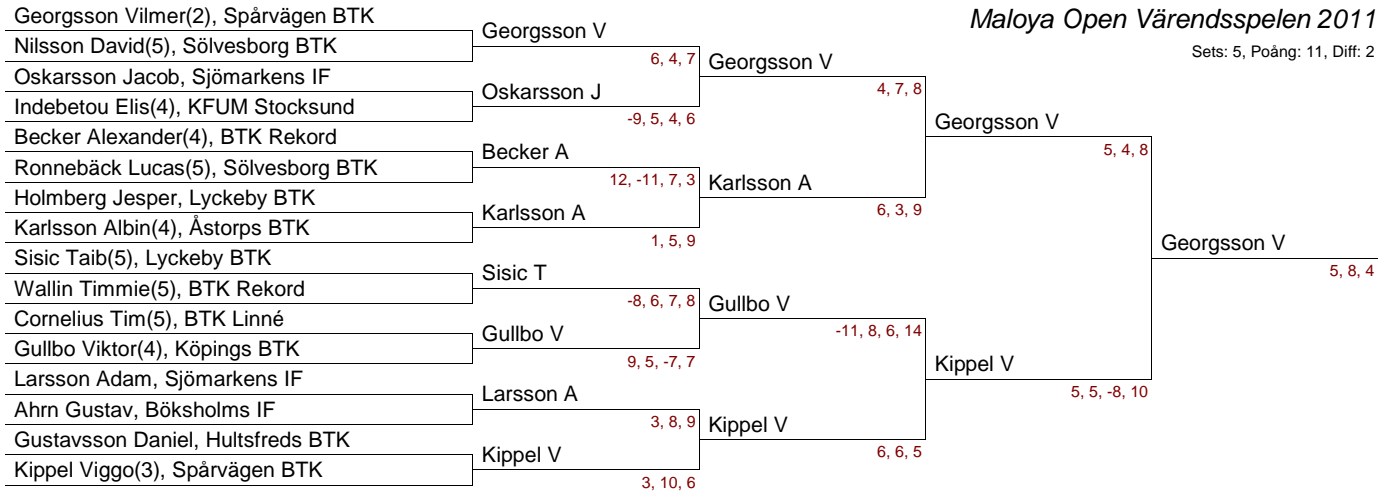 Maloya Open Värendsspelen 2011
Sets: 5, Poång: 11, Diff: 2
Georgsson Vilmer(2), Spårvägen BTK
Nilsson David(5), Sölvesborg BTK
Oskarsson Jacob, Sjömarkens IF
Indebetou Elis(4), KFUM Stocksund
Becker Alexander(4), BTK Rekord
Ronnebäck Lucas(5), Sölvesborg BTK
Holmberg Jesper, Lyckeby BTK
Karlsson Albin(4), Åstorps BTK
Sisic Taib(5), Lyckeby BTK
Wallin Timmie(5), BTK Rekord
Cornelius Tim(5), BTK Linné
Gullbo Viktor(4), Köpings BTK
Larsson Adam, Sjömarkens IF
Ahrn Gustav, Böksholms IF
Gustavsson Daniel, Hultsfreds BTK
Kippel Viggo(3), Spårvägen BTK
Georgsson V
6, 4, 7
Oskarsson J
-9, 5, 4, 6
Becker A
12, -11, 7, 3
Karlsson A
1, 5, 9
Sisic T
-8, 6, 7, 8
Gullbo V
9, 5, -7, 7
Larsson A
3, 8, 9
Kippel V
3, 10, 6
Georgsson V
4, 7, 8
Karlsson A
6, 3, 9
Gullbo V
-11, 8, 6, 14
Kippel V
6, 6, 5
Georgsson V
5, 4, 8
Kippel V
5, 5, -8, 10
Georgsson V
5, 8, 4